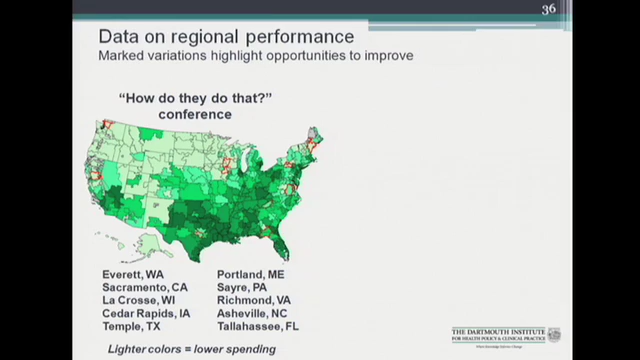 36
Data on regional performance
Marked variations highlight opportunities to improve
"How do they do that?"
conference
Everett, WA
Sacramento, CA
La Crosse, WI
Cedar Rapids, IA
Temple, TX
Portland, ME
Sayre, PA
Richmond, VA
Asheville, NC
Tallahassee, FL
Lighter colors = lower spending
THE DARTMOUTH INSTITUTE
FOR HEALTH POLICY & CLINICAL PRACTICE